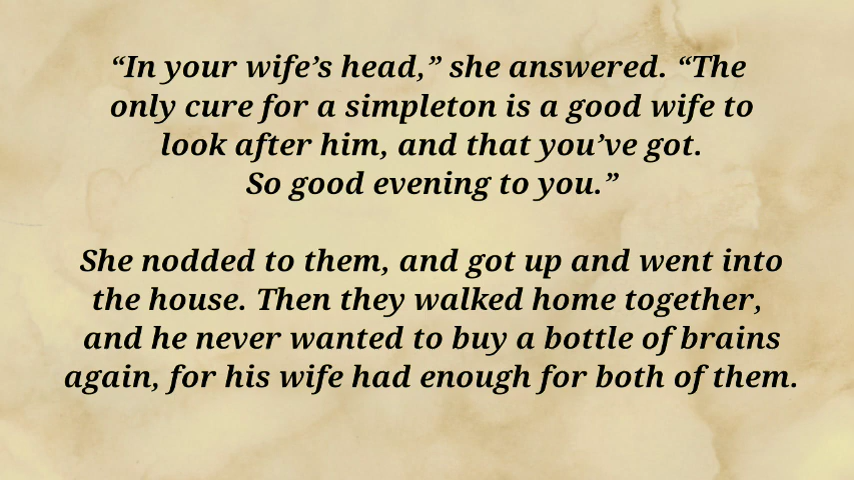 “In your wife’s head,” she answered. “The
only cure for a simpleton is a good wife to
look after him, and that you’ve got.
So good evening to you.”
She nodded to them, and got up and went into
the house. Then they walked home together,
and he never wanted to buy a bottle of brains
again, for his wife had enough for both of them.